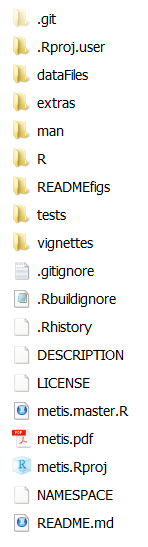 .git
.Rproj.user
dataFiles
extras
man
R
READMEfigs
tests
vignettes
.gitignore
.Rbuildignore
.Rhistory
DESCRIPTION
LICENSE
metis.master.R
metis.pdf
metis.Rproj
NAMESPACE
README.md